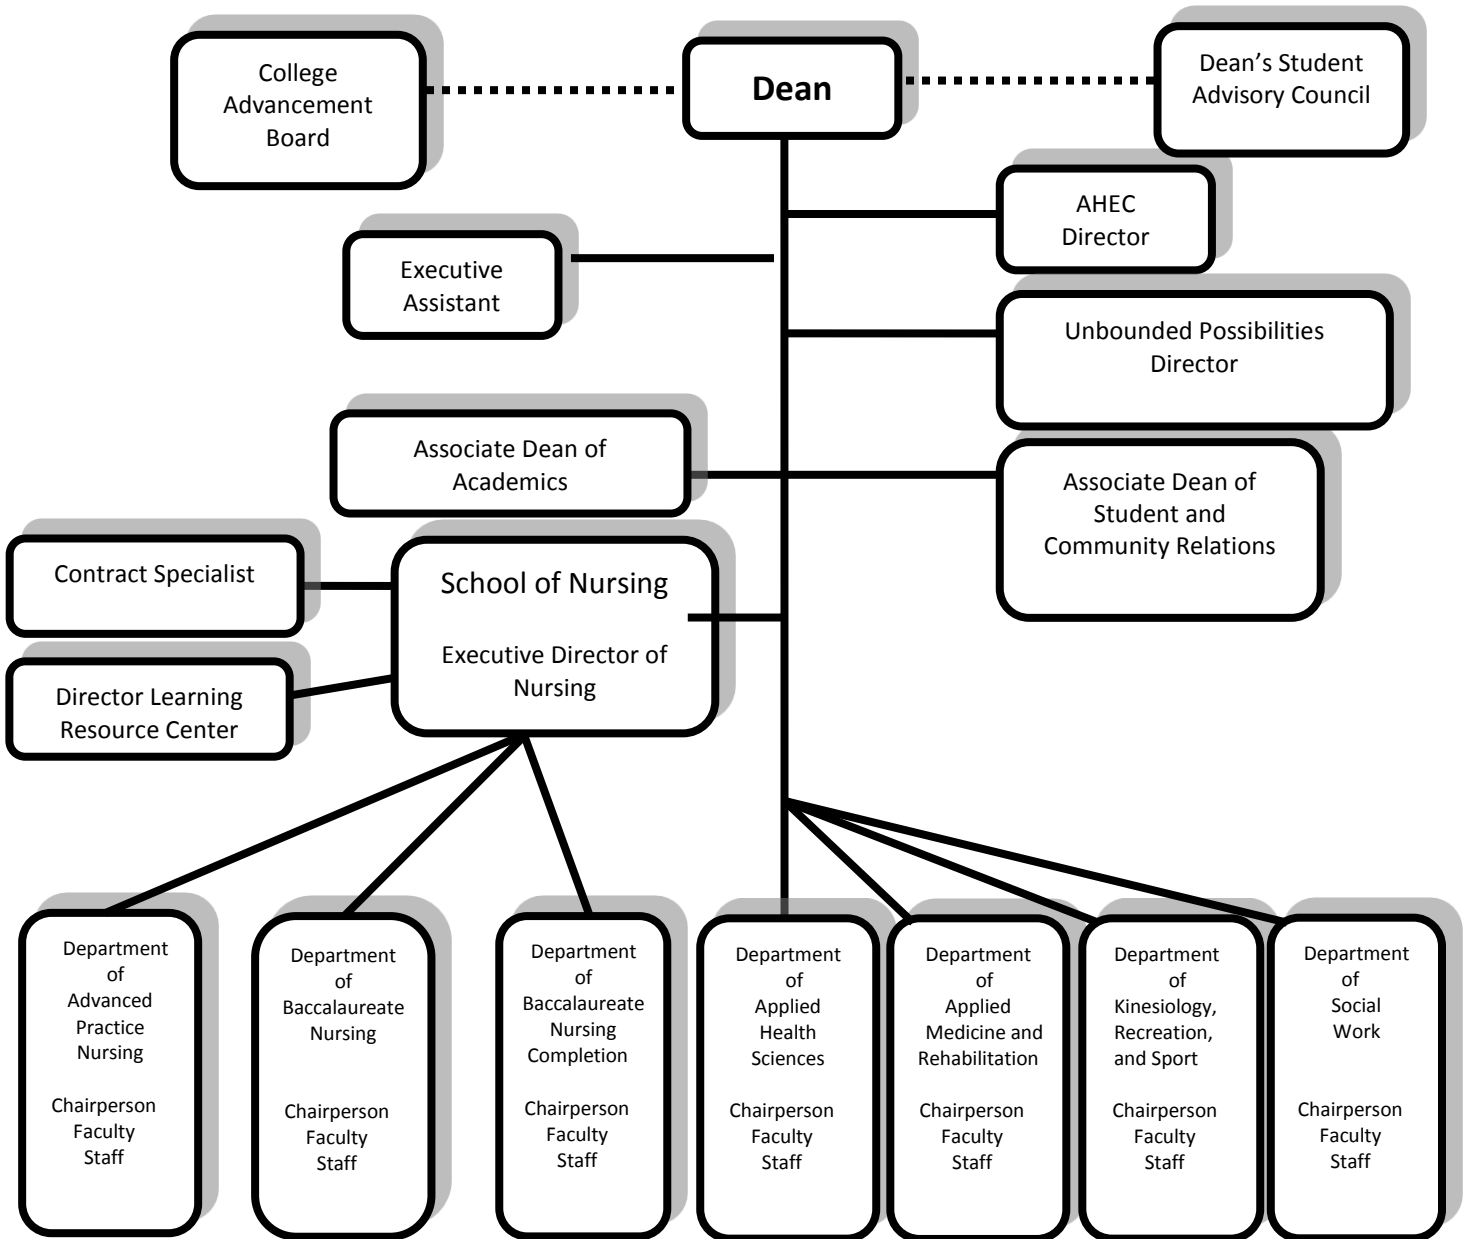 College
Advancement
Board
Dean
Dean’s Student
Advisory Council
AHEC
Director
Executive
Assistant
Unbounded Possibilities
Director
Associate Dean of
Academics
Associate Dean of
Student and
Community Relations
Contract Specialist
School of Nursing
Executive Director of
Nursing
Director Learning
Resource Center
Department
of
Advanced
Practice
Nursing
Chairperson
Faculty
Staff
Department
of
Baccalaureate
Nursing
Chairperson
Faculty
Staff
Department
of
Baccalaureate
Nursing
Completion
Chairperson
Faculty
Staff
Department
of
Applied
Health
Sciences
Chairperson
Faculty
Staff
Department
of
Applied
Medicine and
Rehabilitation
Chairperson
Faculty
Staff
Department
of
Kinesiology,
Recreation,
and Sport
Chairperson
Faculty
Staff
Department
of
Social
Work
Chairperson
Faculty
Staff